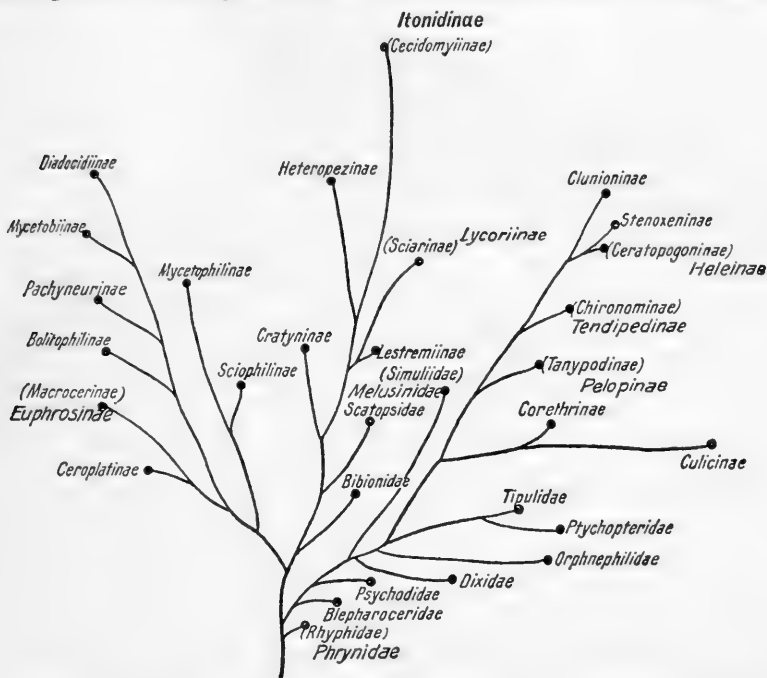 Itonidinae
(Cecidomyiinae)
Diadocidiinae
Heteropezinae
Clunioninae
Mycetobiinae
Stenoxeninae
(Sciarinae) Lycoriinae
(Ceratopogoninae)
Heleinae
Mycetophilinae
Pachyneurinae
(Chironominae)
Tendipedinae
Bolitophilinae
Cratyninae
Lestremiinae
Sciophilinae
(Simuliidae)
(Tanypodinae)
Melusinidae
Pelopinae
(Macrocerinae)
Euphrosinae
Scatopsidae
Corethrinae
Ceroplatinae
Culicinae
Bibionidae
Tipulidae
Ptychopteridae
Orphnephilidae
Psychodidae
Dixidae
Blepharoceridae
(Rhyphidae)
Phrynidae